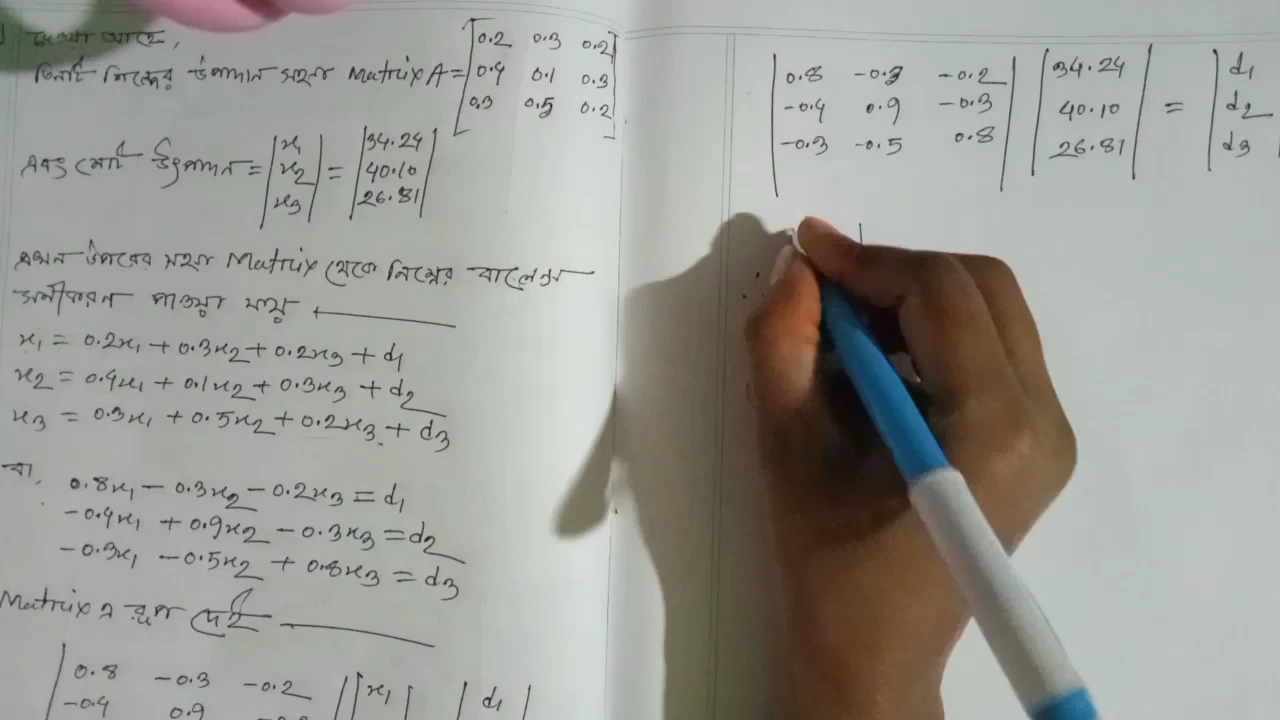 দেওয়া আছে,
তিনটি শিল্পের উপাদান সহগ Matrix A = [0.2 0.3 0.2
0.4 0.1 0.3
0.3 0.5 0.2]
এবং মোট উৎপাদন = |x1 x2 x3| = |34.24 40.10 26.81|
এখন উপরের সহগ Matrix থেকে নিম্নের ব্যালেন্স
সমীকরণ পাওয়া যায়
x1 = 0.2x1 + 0.3x2 + 0.2x3 + d1
x2 = 0.4x1 + 0.1x2 + 0.3x3 + d2
x3 = 0.3x1 + 0.5x2 + 0.2x3 + d3
বা, 0.8x1 - 0.3x2 - 0.2x3 = d1
-0.4x1 + 0.9x2 - 0.3x3 = d2
-0.3x1 - 0.5x2 + 0.8x3 = d3
Matrix এ রূপ দেই
|0.8 -0.3 -0.2| |x1| |d1|
-0.4 0.9
|0.8 -0.3 -0.2| |34.24| |d1|
|-0.4 0.9 -0.3| |40.10| = |d2|
|-0.3 -0.5 0.8| |26.81| |d3|